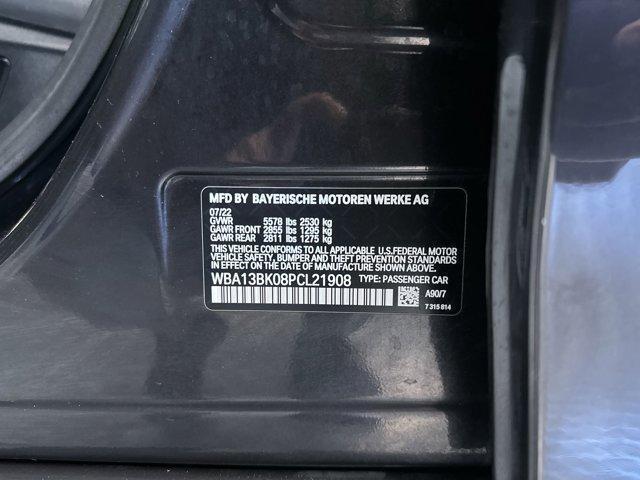 MFD BY BAYERISCHE MOTOREN WERKE AG
07/22
GVWR 5578 lbs 2530 kg
GAWR FRONT 2855 lbs 1295 kg
GAWR REAR 2811 lbs 1275 kg
THIS VEHICLE CONFORMS TO ALL APPLICABLE U.S.FEDERAL MOTOR
VEHICLE SAFETY, BUMPER AND THEFT PREVENTION STANDARDS
IN EFFECT ON THE DATE OF MANUFACTURE SHOWN ABOVE.
WBA13BK08PCL21908 TYPE: PASSENGER CAR
A90/7
7 315 814